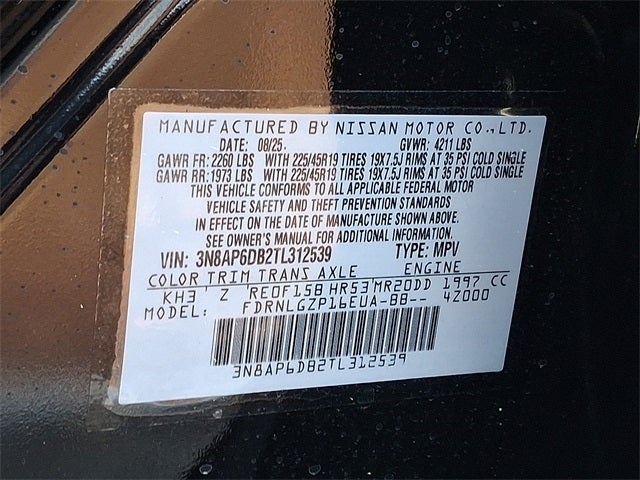 MANUFACTURED BY NISSAN MOTOR CO.,LTD.
DATE: 08/25. GVWR: 4211 LBS
GAWR FR: 2260 LBS WITH 225/45R19 TIRES 19X7.5J RIMS AT 35 PSI COLD SINGLE
GAWR RR: 1973 LBS WITH 225/45R19 TIRES 19X7.5J RIMS AT 35 PSI COLD SINGLE
THIS VEHICLE CONFORMS TO ALL APPLICABLE FEDERAL MOTOR
VEHICLE SAFETY AND THEFT PREVENTION STANDARDS
IN EFFECT ON THE DATE OF MANUFACTURE SHOWN ABOVE.
SEE OWNER'S MANUAL FOR ADDITIONAL INFORMATION.
VIN: 3N8AP6DB2TL312539 TYPE: MPV
COLOR TRIM TRANS AXLE ENGINE
KH3 ' Z RE0F15B HR53 MR20DD 1997 CC
MODEL: FDRNLGZP16EUA-BB-- 4Z000
3N8AP6DB2TL312539